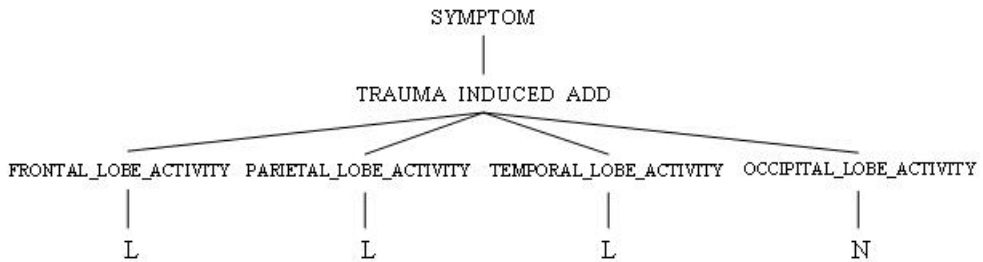 SYMPTOM
TRAUMA INDUCED ADD
FRONTAL_LOBE_ACTIVITY PARIETAL_LOBE_ACTIVITY TEMPORAL_LOBE_ACTIVITY OCCIPITAL_LOBE_ACTIVITY
L L L N